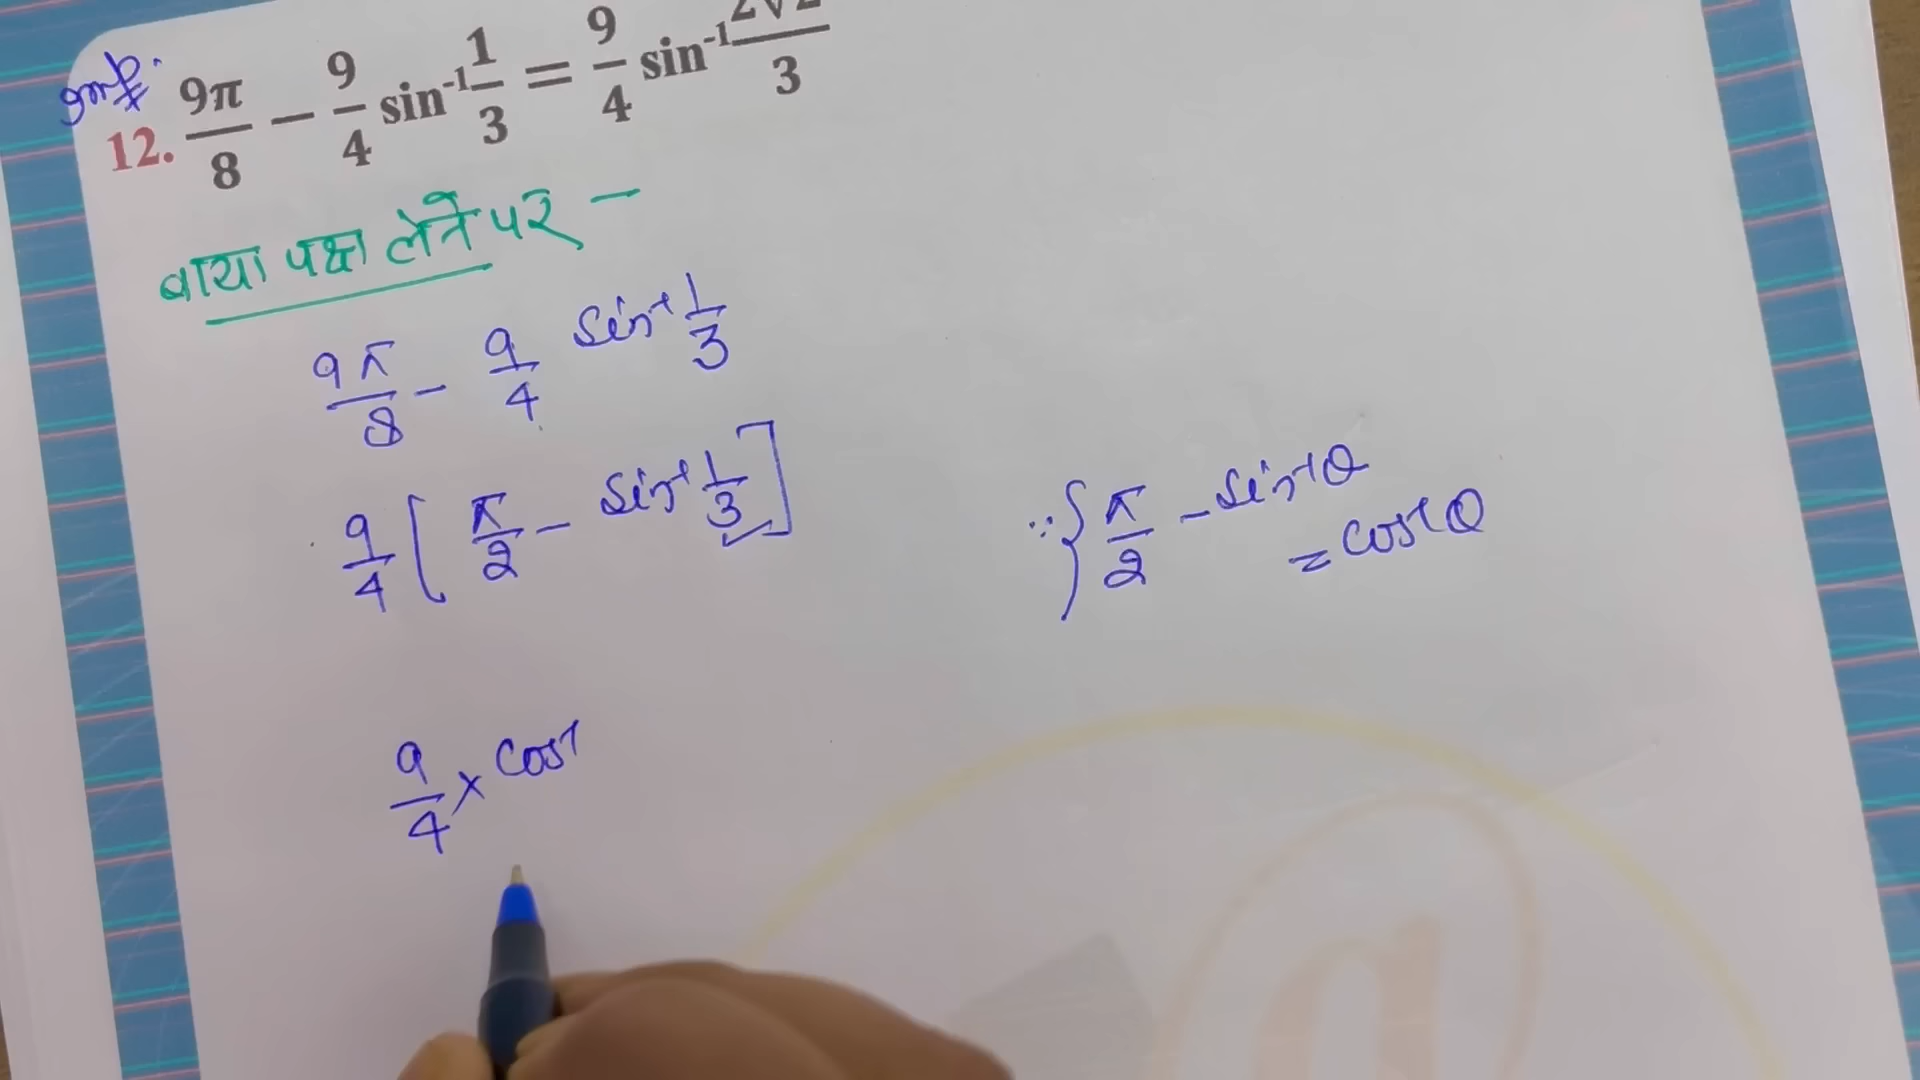 Imp.
12. 9π/8 − 9/4 sin⁻¹ 1/3 = 9/4 sin⁻¹ 2√2/3
बाया पक्ष लेने पर −
9π/8 − 9/4 sin⁻¹ 1/3
9/4 [ π/2 − sin⁻¹ 1/3 ]
∵ { π/2 − sin⁻¹θ
= cos⁻¹θ
9/4 × cos⁻¹